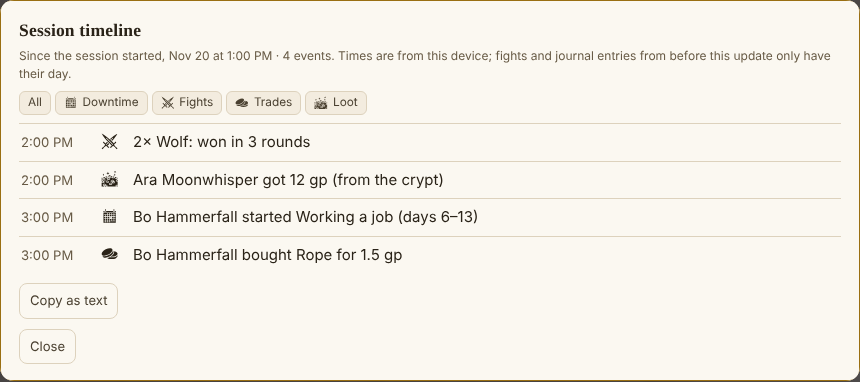 Session timeline
Since the session started, Nov 20 at 1:00 PM · 4 events. Times are from this device; fights and journal entries from before this update only have
their day.
All Downtime Fights Trades Loot
2:00 PM 2× Wolf: won in 3 rounds
2:00 PM Ara Moonwhisper got 12 gp (from the crypt)
3:00 PM Bo Hammerfall started Working a job (days 6–13)
3:00 PM Bo Hammerfall bought Rope for 1.5 gp
Copy as text
Close